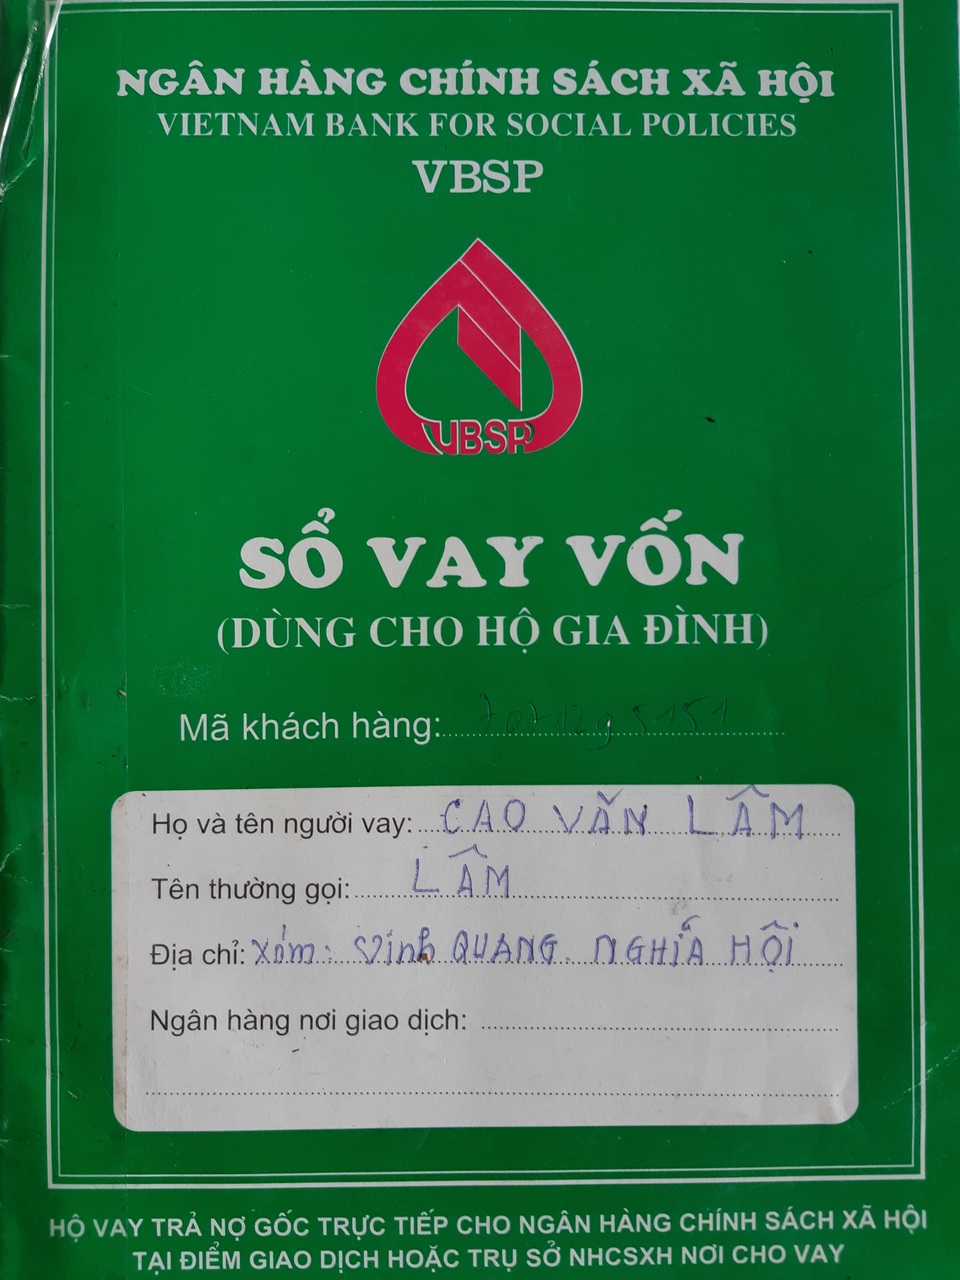 NGÂN HÀNG CHÍNH SÁCH XÃ HỘI
VIETNAM BANK FOR SOCIAL POLICIES
VBSP
VBSP
SỔ VAY VỐN
(DÙNG CHO HỘ GIA ĐÌNH)
Mã khách hàng:
Họ và tên người vay: CAO VĂN LÂM
Tên thường gọi: LÂM
Địa chỉ: Xóm: Vinh QUANG. NGHĨA HỘI
Ngân hàng nơi giao dịch:
HỘ VAY TRẢ NỢ GỐC TRỰC TIẾP CHO NGÂN HÀNG CHÍNH SÁCH XÃ HỘI
TẠI ĐIỂM GIAO DỊCH HOẶC TRỤ SỞ NHCSXH NƠI CHO VAY